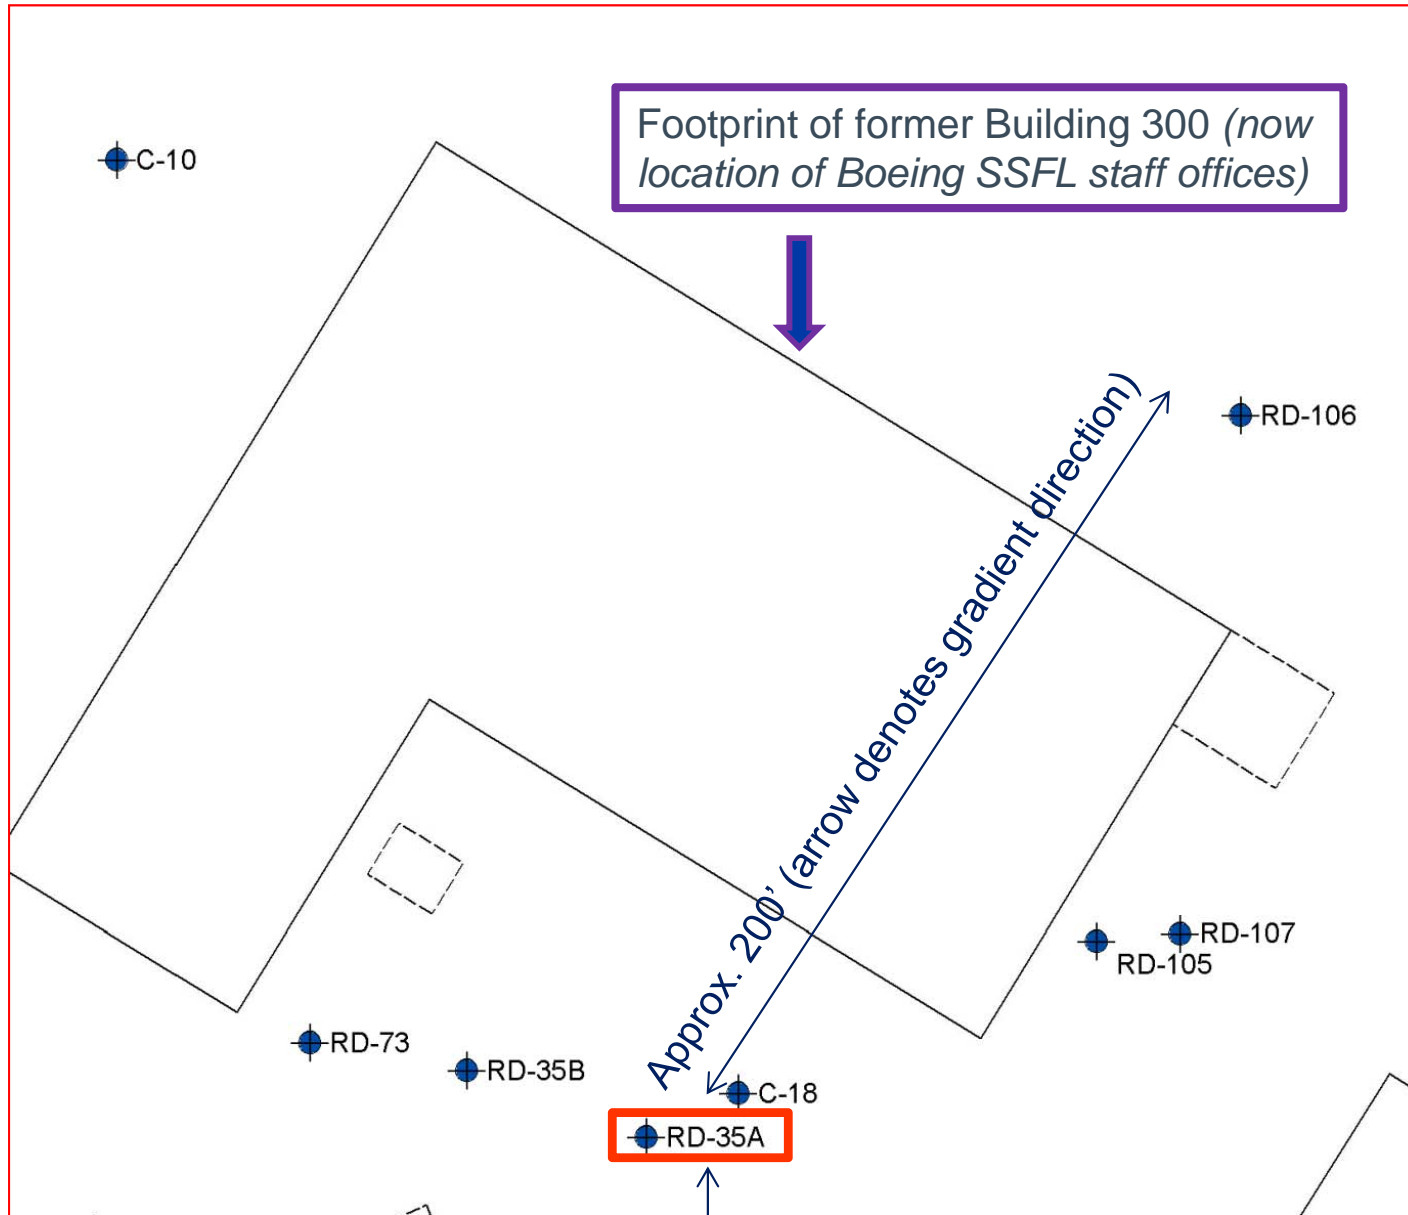 Footprint of former Building 300 (now
location of Boeing SSFL staff offices)
C-10
RD-106
Approx. 200’ (arrow denotes gradient direction)
RD-107
RD-105
RD-73
RD-35B
C-18
RD-35A